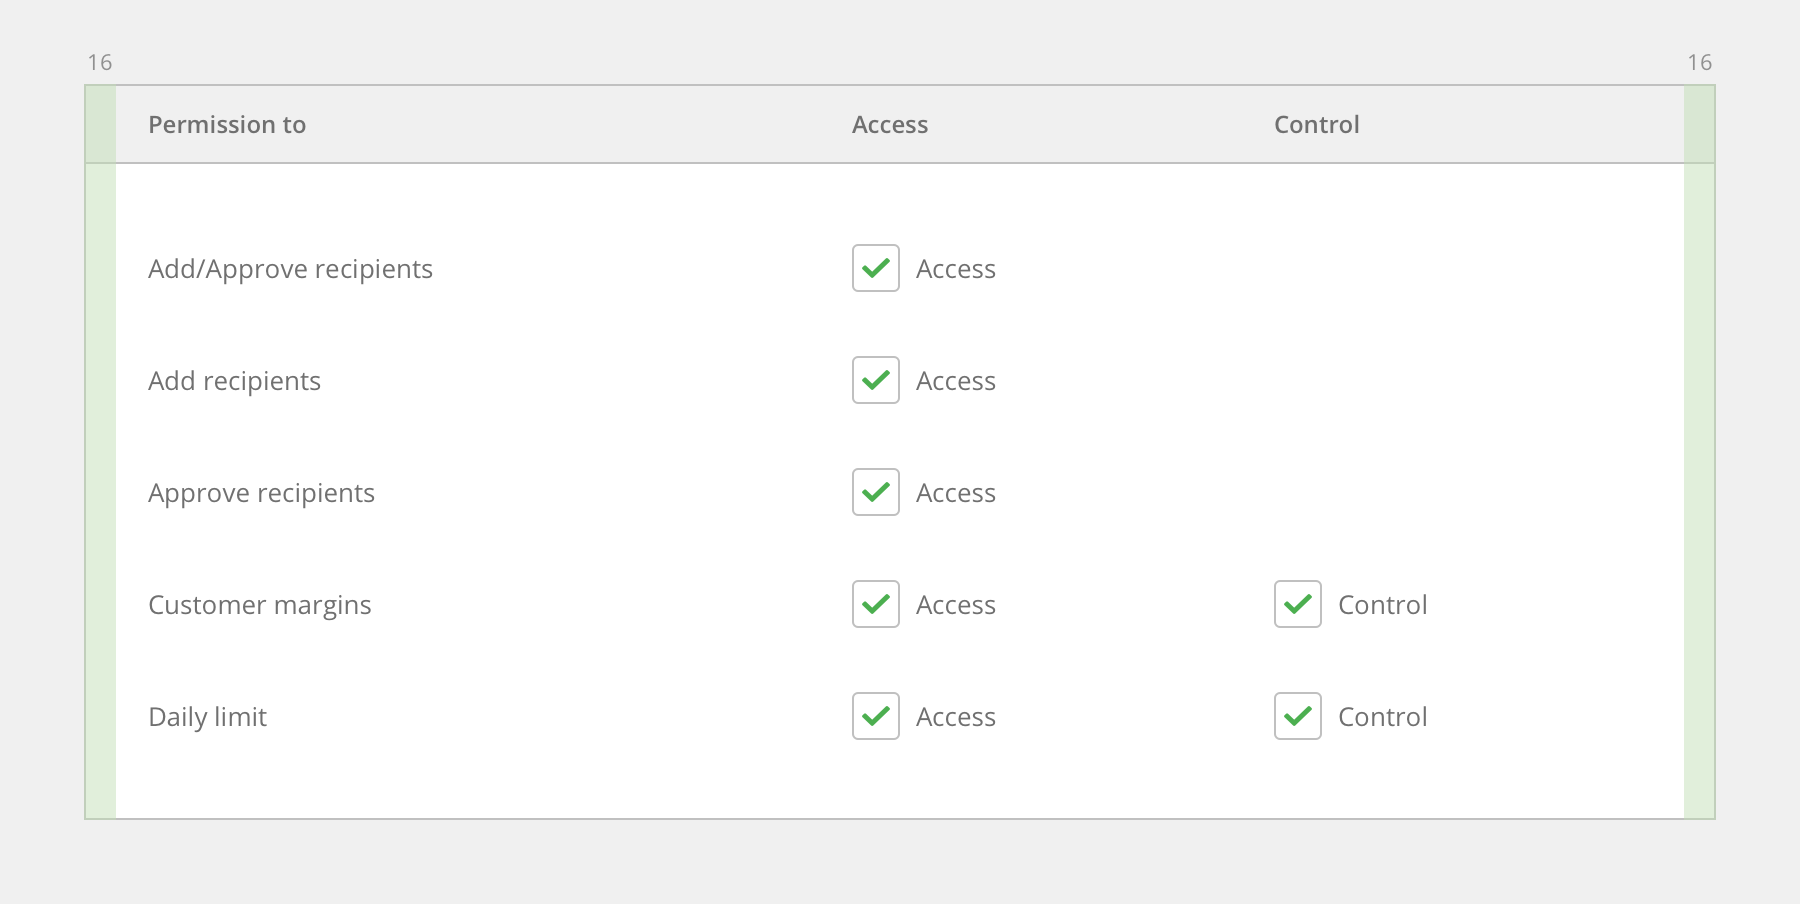 16 16
Permission to Access Control
Add/Approve recipients Access
Add recipients Access
Approve recipients Access
Customer margins Access Control
Daily limit Access Control